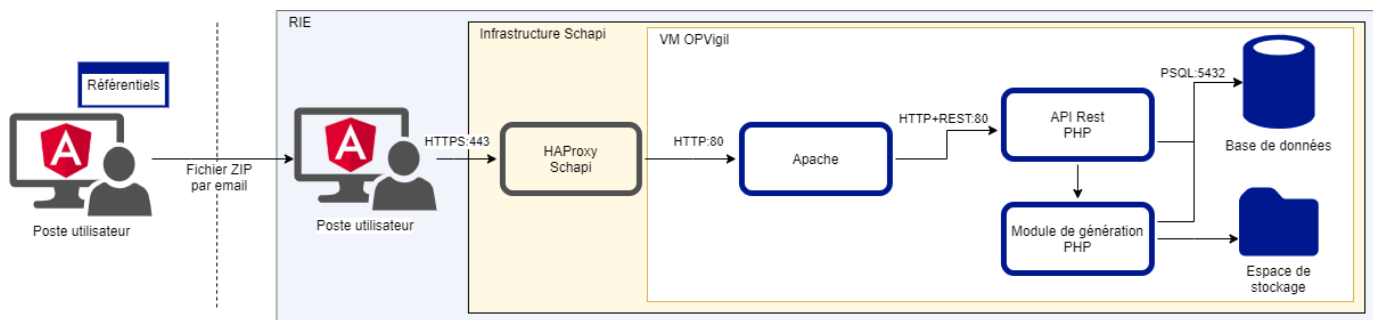 RIE
Infrastructure Schapi
VM OPVigil
Référentiels
A
Poste utilisateur
Fichier ZIP
par email
A
Poste utilisateur
HTTPS:443
HAProxy
Schapi
HTTP:80
Apache
HTTP+REST:80
API Rest
PHP
Module de génération
PHP
PSQL:5432
Base de données
Espace de
stockage